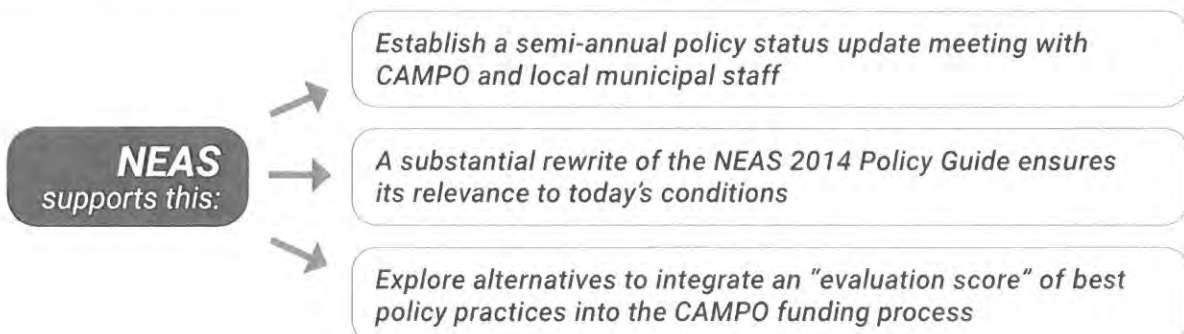 NEAS
supports this:
Establish a semi-annual policy status update meeting with
CAMPO and local municipal staff
A substantial rewrite of the NEAS 2014 Policy Guide ensures
its relevance to today's conditions
Explore alternatives to integrate an "evaluation score" of best
policy practices into the CAMPO funding process